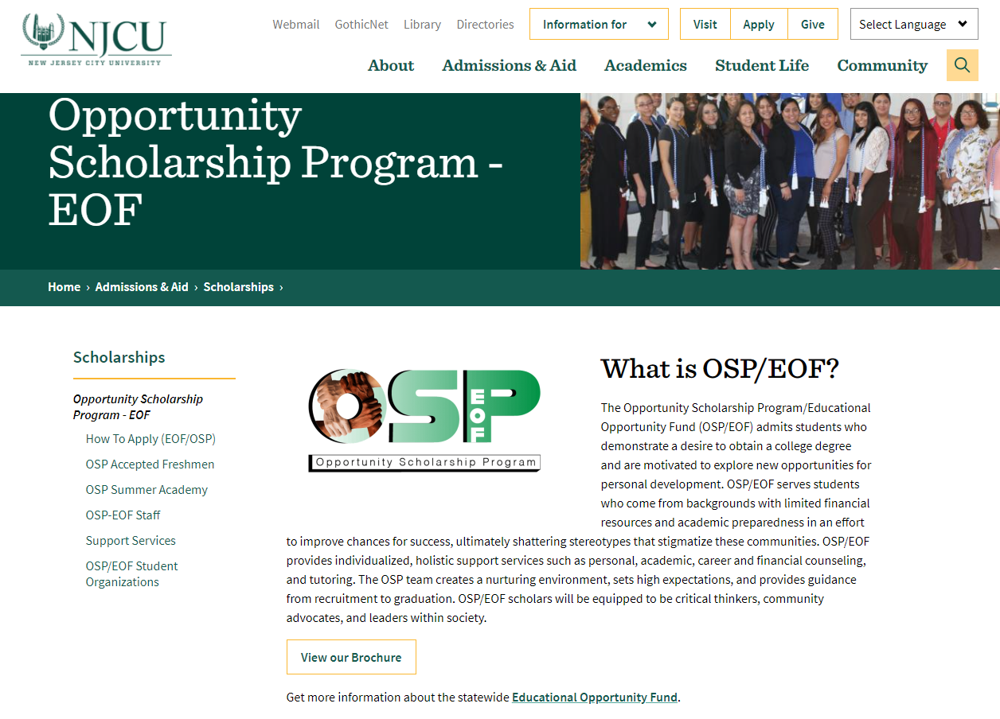 NJCU
NEW JERSEY CITY UNIVERSITY
Webmail GothicNet Library Directories Information for Visit Apply Give Select Language
About Admissions & Aid Academics Student Life Community
Opportunity
Scholarship Program -
EOF
Home › Admissions & Aid › Scholarships ›
Scholarships
Opportunity Scholarship
Program - EOF
How To Apply (EOF/OSP)
OSP Accepted Freshmen
OSP Summer Academy
OSP-EOF Staff
Support Services
OSP/EOF Student
Organizations
OSP
EOF
Opportunity Scholarship Program
What is OSP/EOF?
The Opportunity Scholarship Program/Educational
Opportunity Fund (OSP/EOF) admits students who
demonstrate a desire to obtain a college degree
and are motivated to explore new opportunities for
personal development. OSP/EOF serves students
who come from backgrounds with limited financial
resources and academic preparedness in an effort
to improve chances for success, ultimately shattering stereotypes that stigmatize these communities. OSP/EOF
provides individualized, holistic support services such as personal, academic, career and financial counseling,
and tutoring. The OSP team creates a nurturing environment, sets high expectations, and provides guidance
from recruitment to graduation. OSP/EOF scholars will be equipped to be critical thinkers, community
advocates, and leaders within society.
View our Brochure
Get more information about the statewide Educational Opportunity Fund.